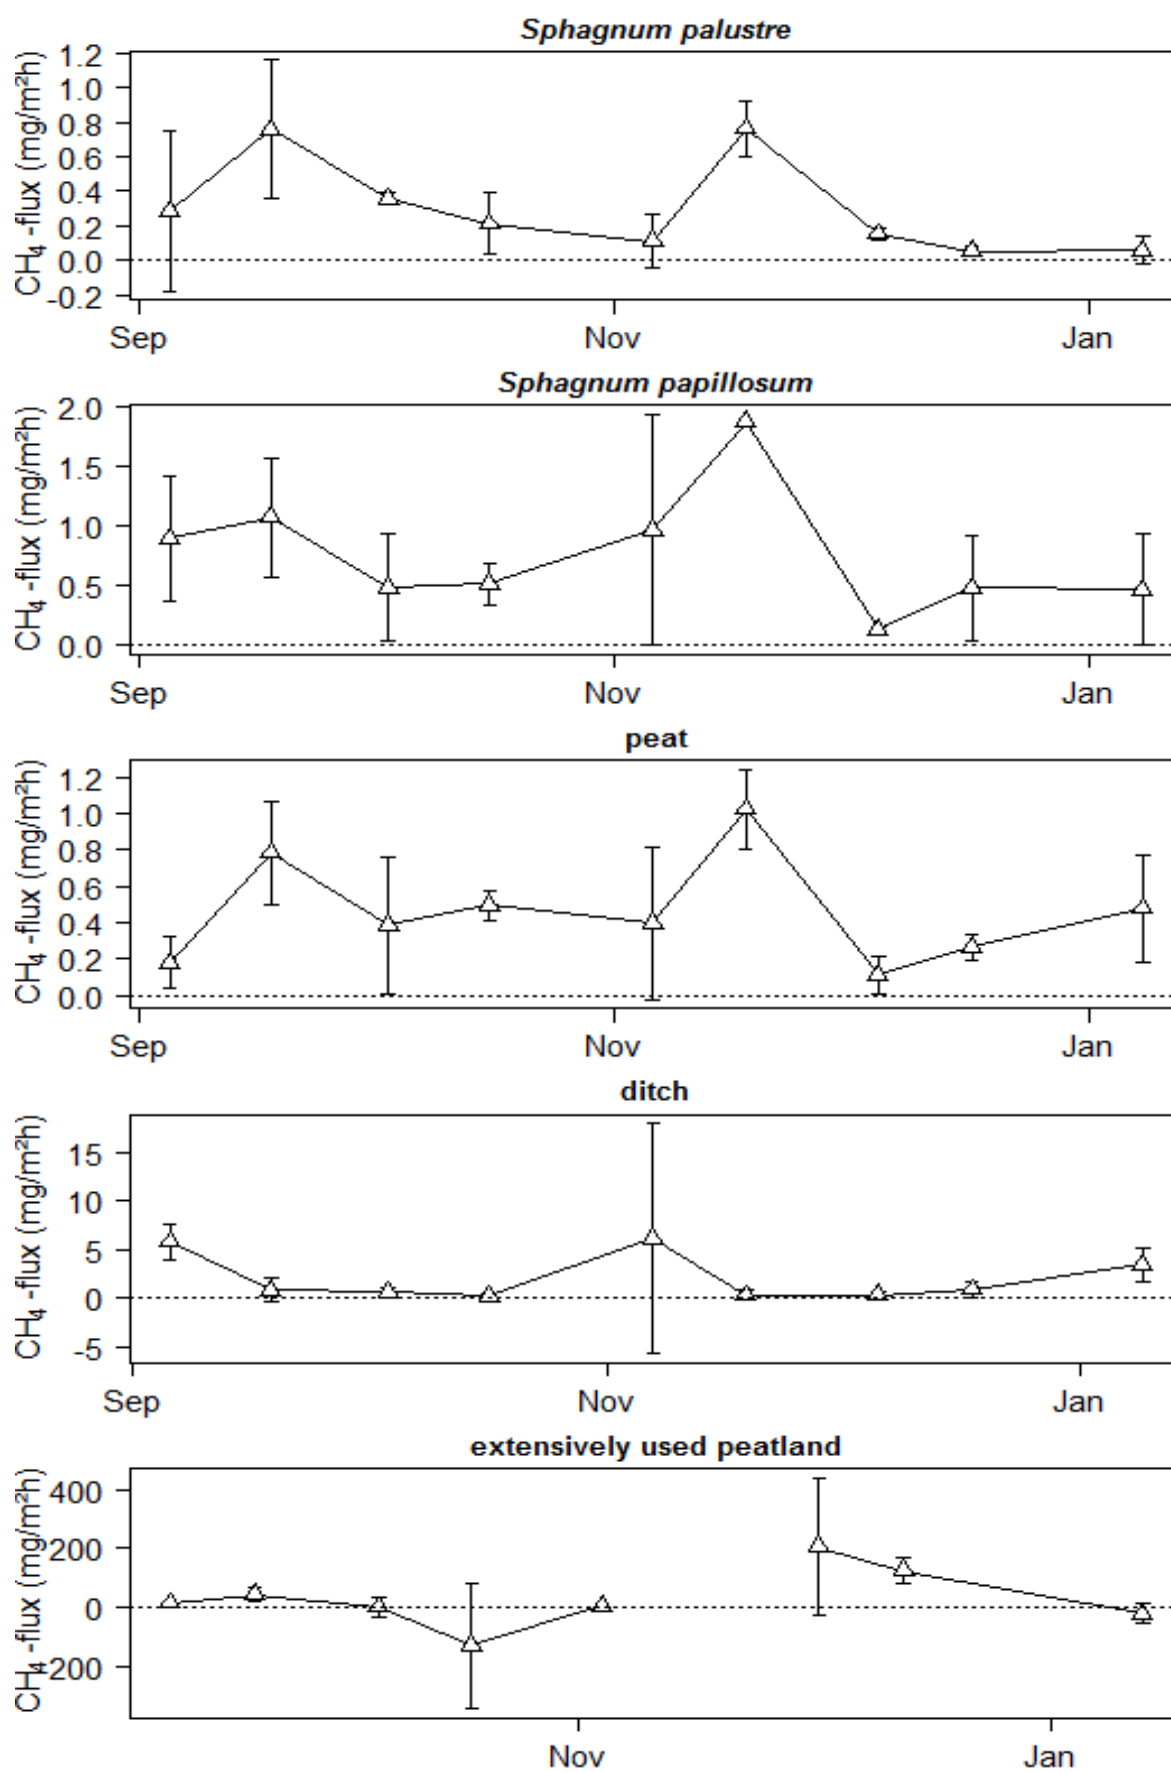 Sphagnum palustre
CH₄ -flux (mg/m²h)
1.2
1.0
0.8
0.6
0.4
0.2
0.0
-0.2
Sep Nov Jan
Sphagnum papillosum
CH₄ -flux (mg/m²h)
2.0
1.5
1.0
0.5
0.0
Sep Nov Jan
peat
CH₄ -flux (mg/m²h)
1.2
1.0
0.8
0.6
0.4
0.2
0.0
Sep Nov Jan
ditch
CH₄ -flux (mg/m²h)
15
10
5
0
-5
Sep Nov Jan
extensively used peatland
CH₄ -flux (mg/m²h)
400
200
0
-200
Nov Jan